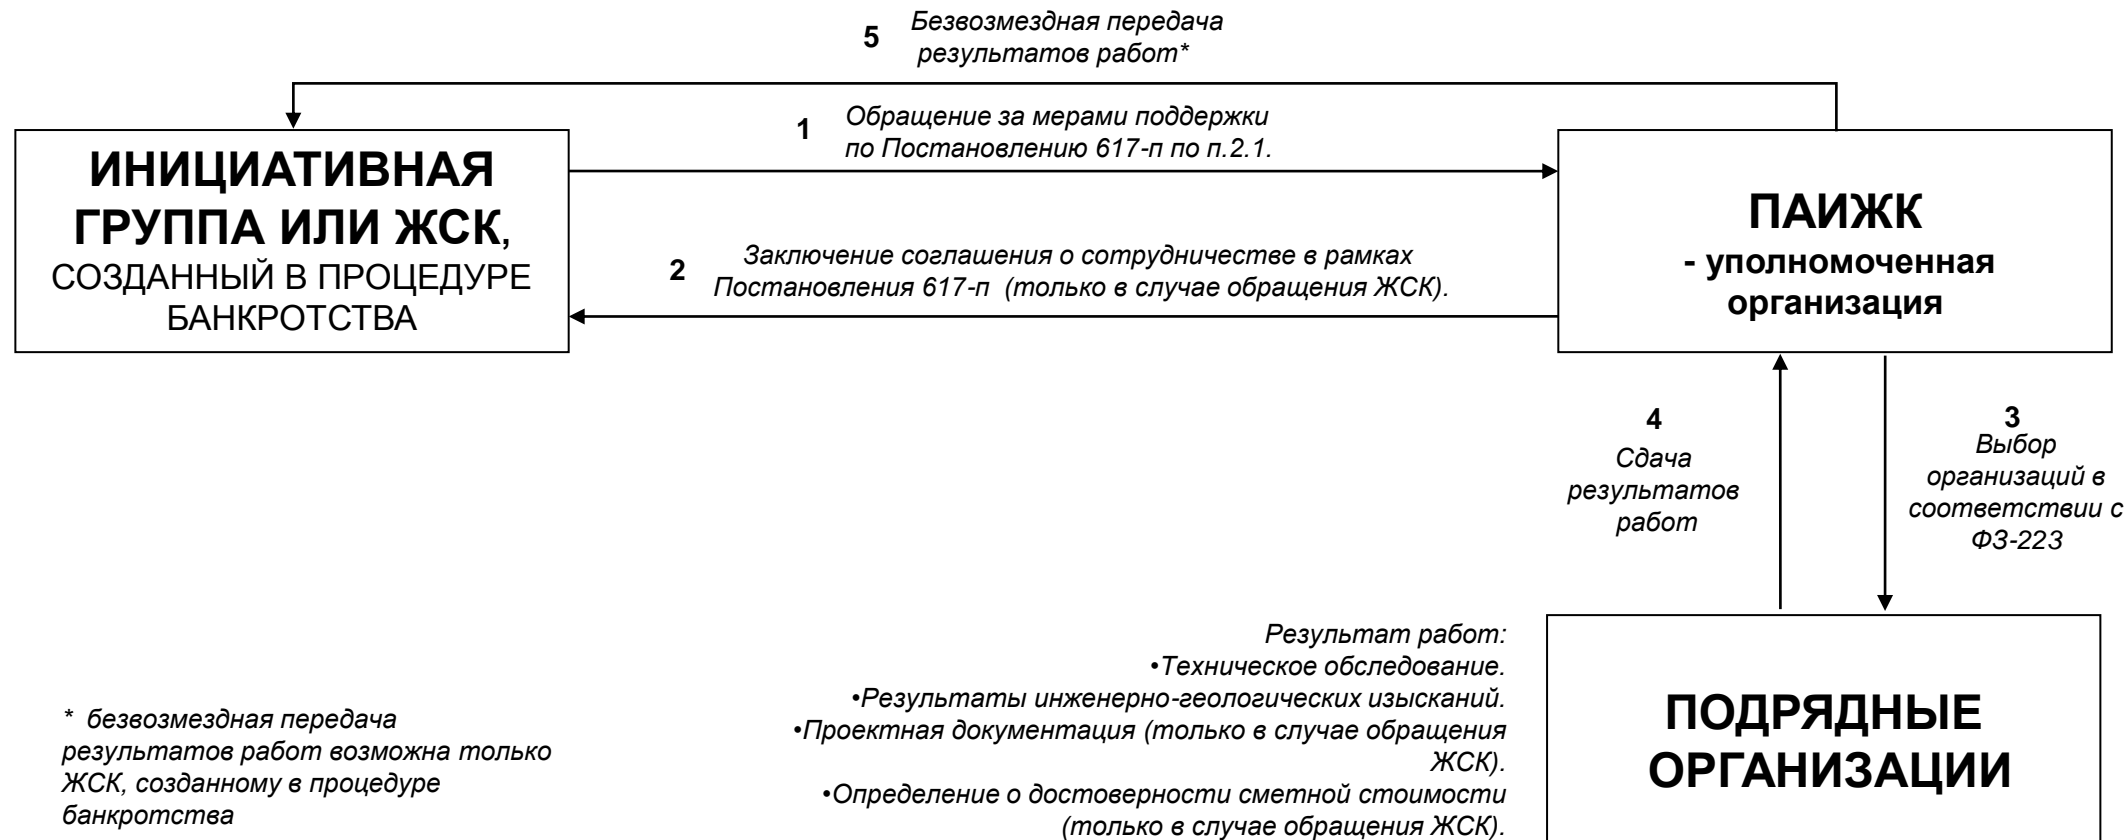 5
Безвозмездная передача
результатов работ*
1
Обращение за мерами поддержки
по Постановлению 617-п по п.2.1.
ИНИЦИАТИВНАЯ
ГРУППА ИЛИ ЖСК,
СОЗДАННЫЙ В ПРОЦЕДУРЕ
БАНКРОТСТВА
2
Заключение соглашения о сотрудничестве в рамках
Постановления 617-п (только в случае обращения ЖСК).
ПАИЖК
- уполномоченная
организация
4
Сдача
результатов
работ
3
Выбор
организаций в
соответствии с
ФЗ-223
Результат работ:
•Техническое обследование.
•Результаты инженерно-геологических изысканий.
•Проектная документация (только в случае обращения
ЖСК).
•Определение о достоверности сметной стоимости
(только в случае обращения ЖСК).
* безвозмездная передача
результатов работ возможна только
ЖСК, созданному в процедуре
банкротства
ПОДРЯДНЫЕ
ОРГАНИЗАЦИИ